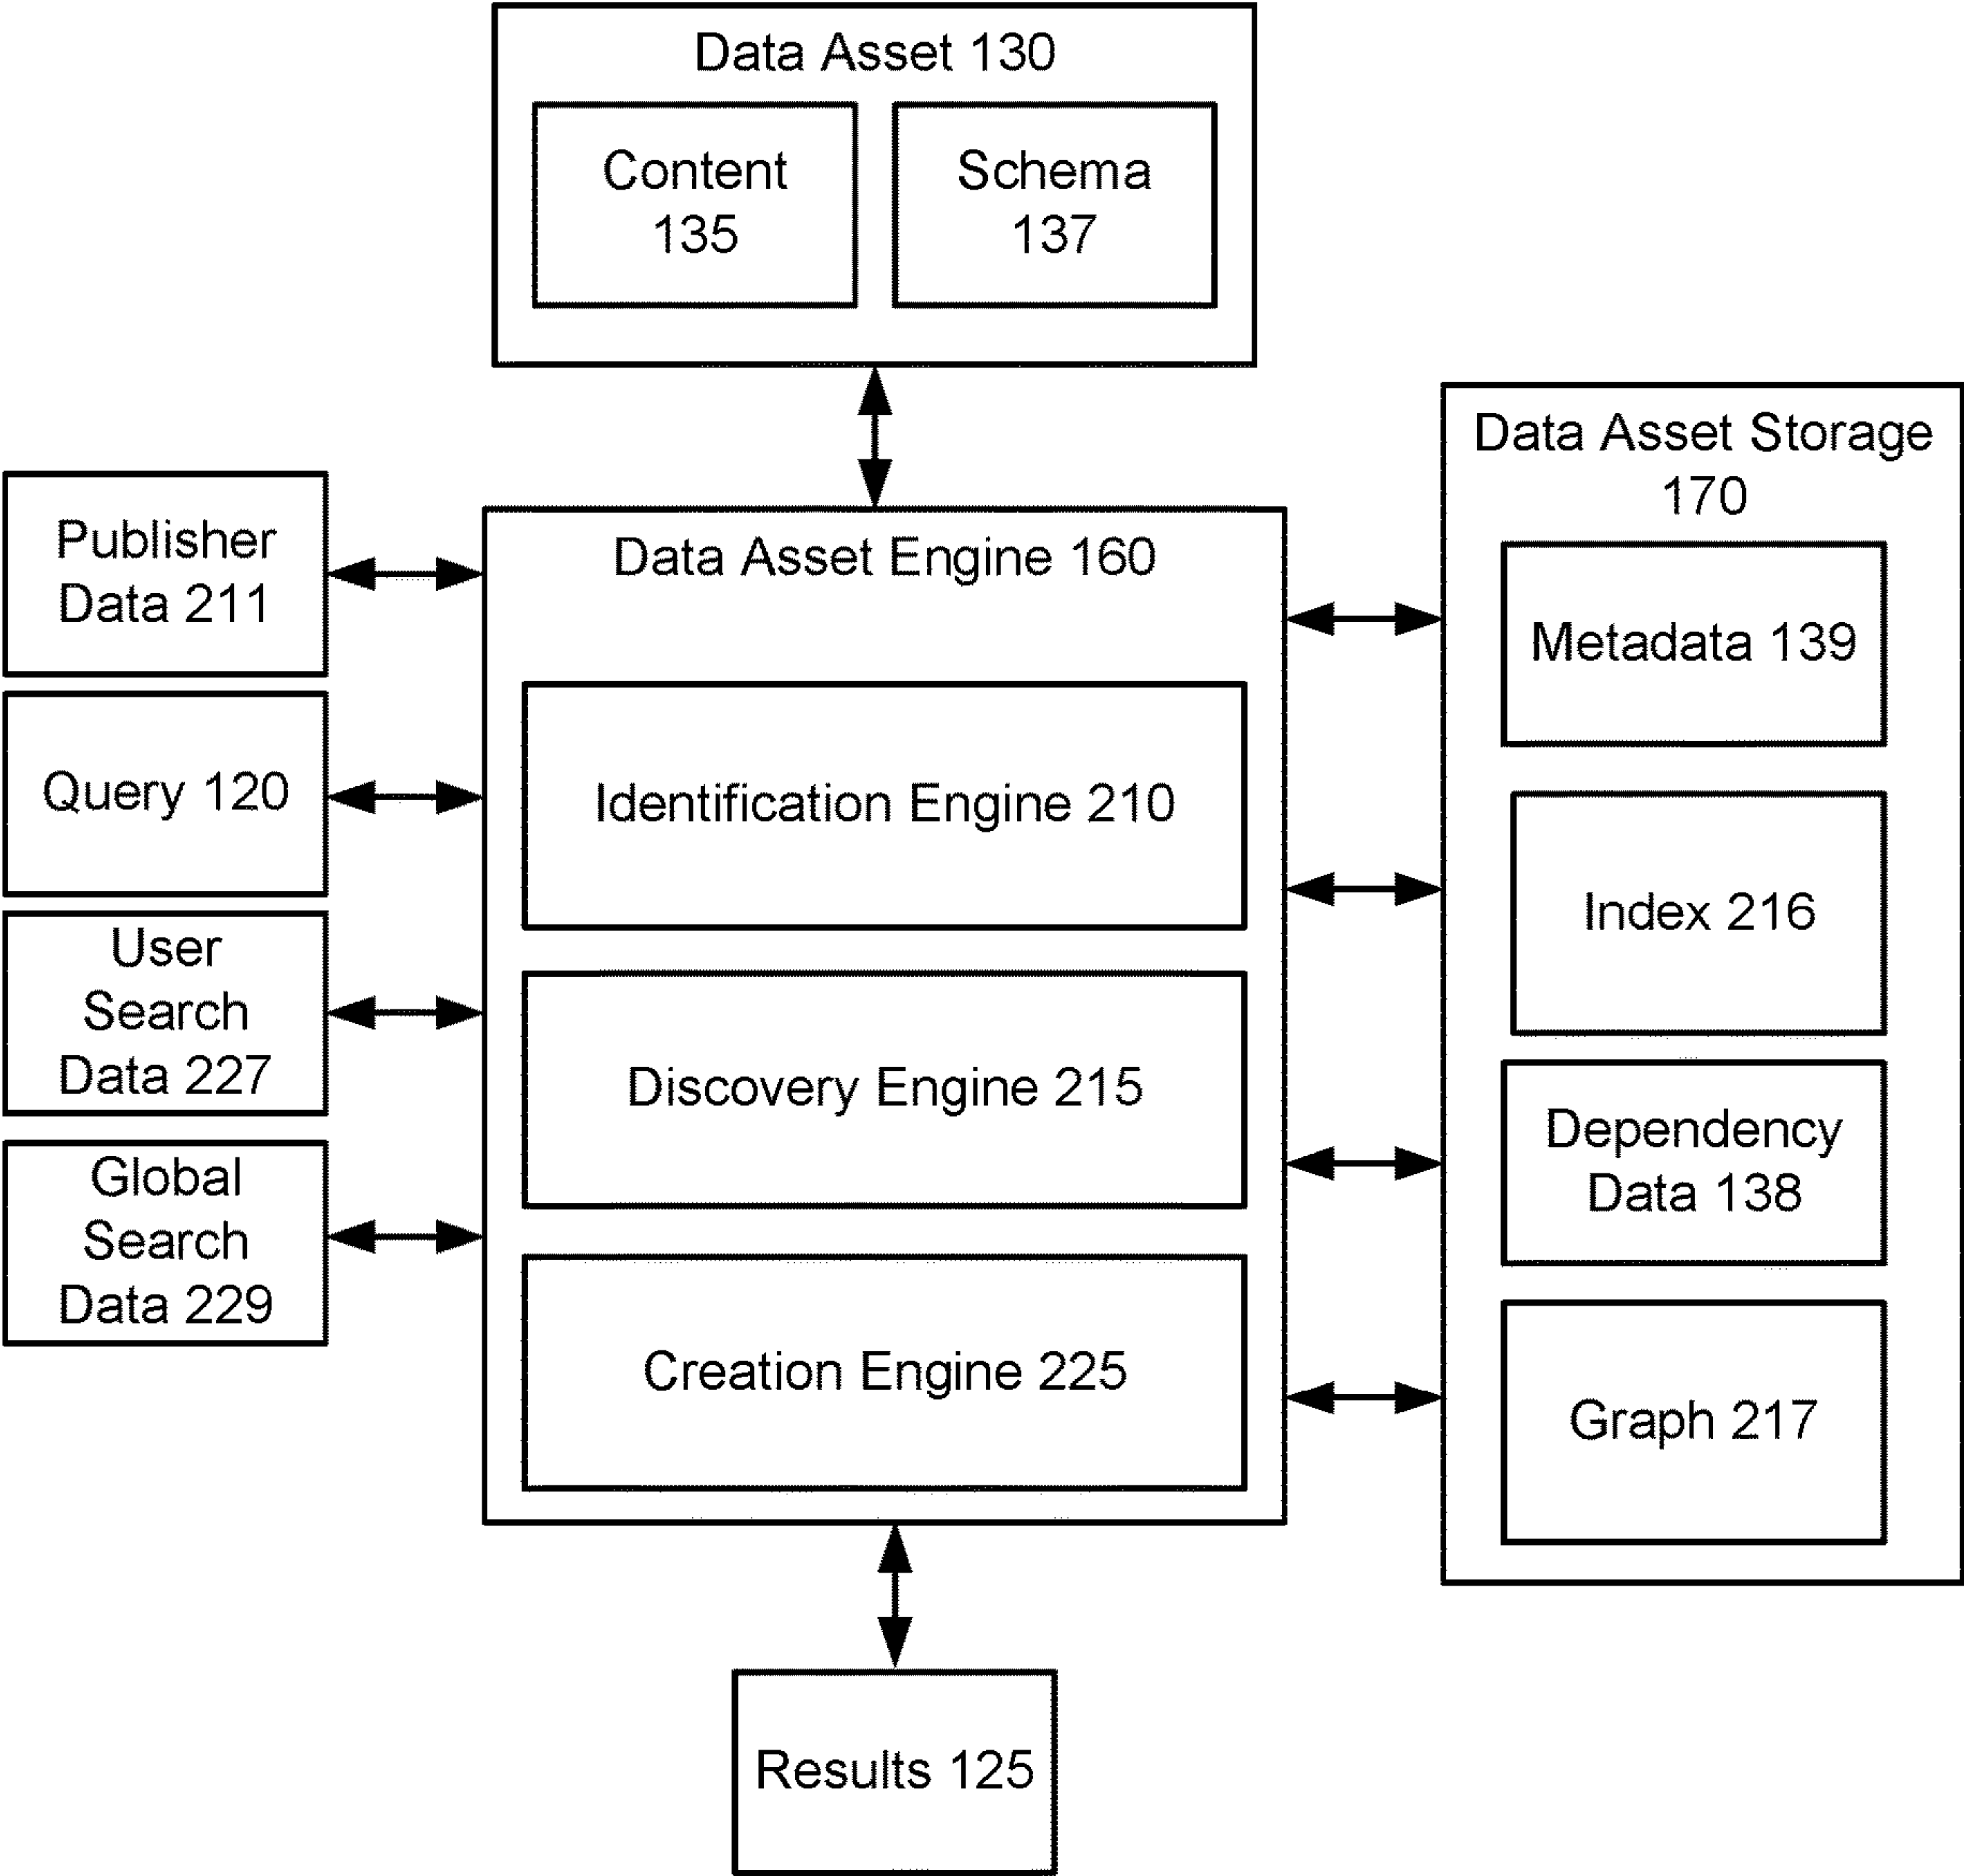 Data Asset 130
Content
135
Schema
137
Publisher
Data 211
Query 120
User
Search
Data 227
Global
Search
Data 229
Data Asset Engine 160
Identification Engine 210
Discovery Engine 215
Creation Engine 225
Data Asset Storage
170
Metadata 139
Index 216
Dependency
Data 138
Graph 217
Results 125